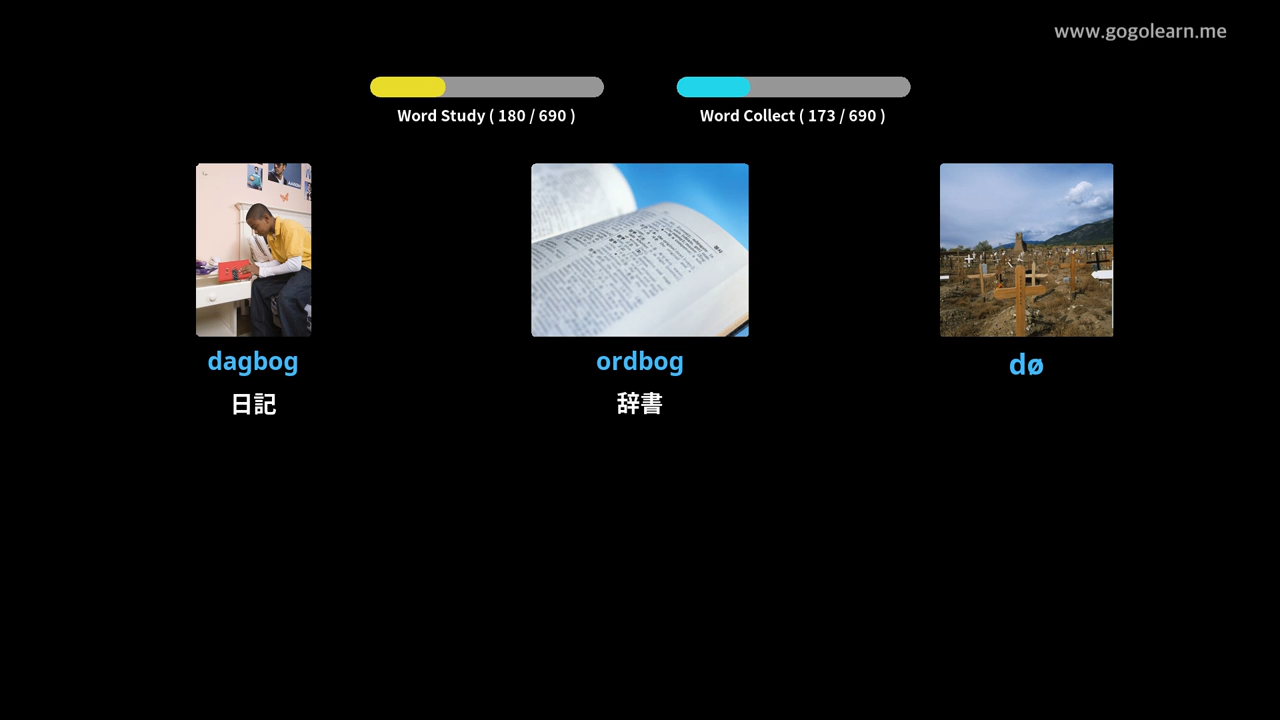 www.gogolearn.me
Word Study ( 180 / 690 )
Word Collect ( 173 / 690 )
dagbog
ordbog
dø
日記
辞書